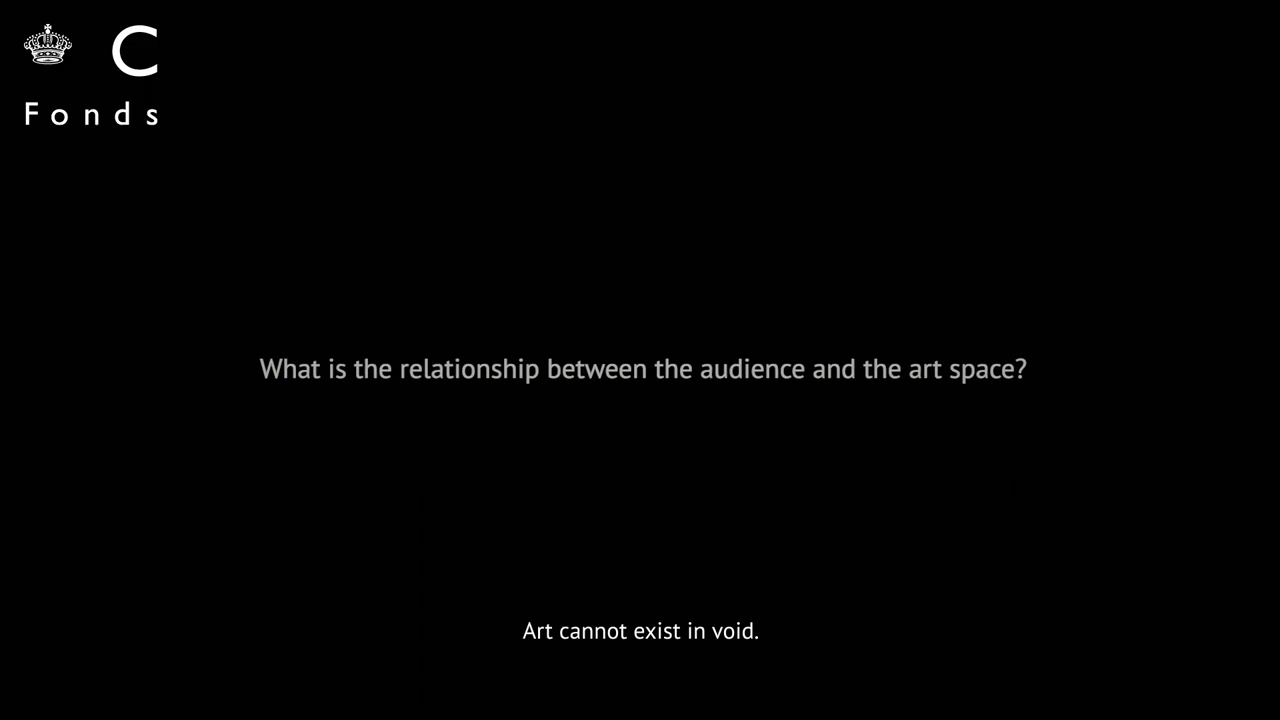 C
Fonds
What is the relationship between the audience and the art space?
Art cannot exist in void.